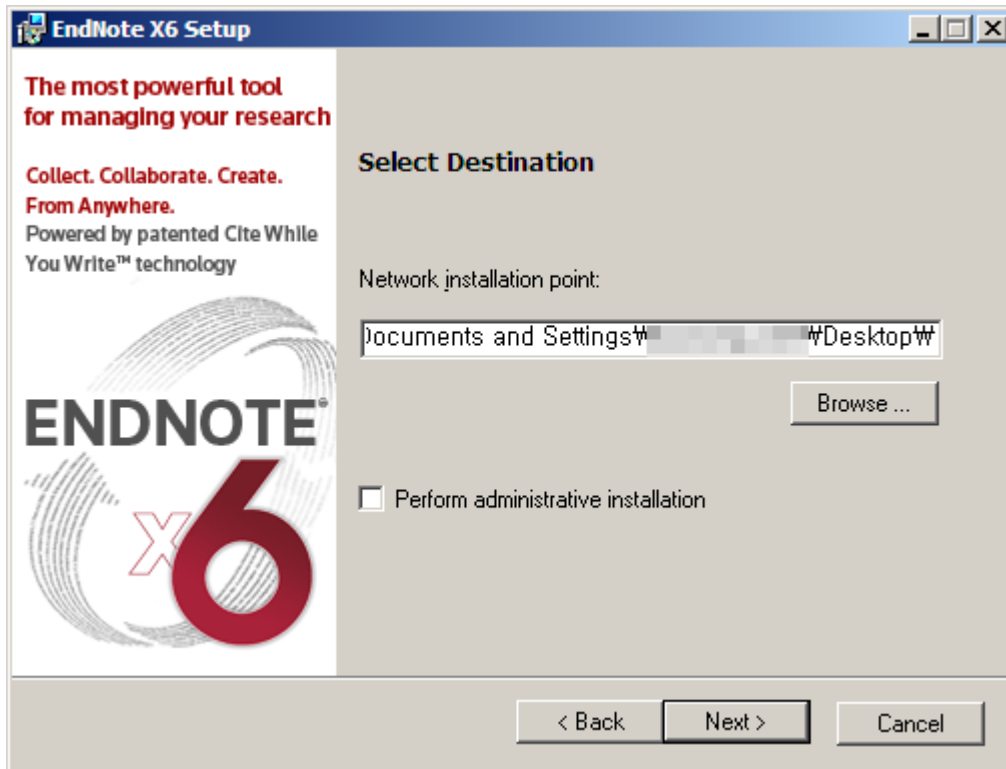 EndNote X6 Setup
The most powerful tool
for managing your research
Collect. Collaborate. Create.
From Anywhere.
Powered by patented Cite While
You Write™ technology
ENDNOTE®
x6
Select Destination
Network installation point:
Documents and Settings₩ ₩Desktop₩
Browse ...
Perform administrative installation
< Back
Next >
Cancel